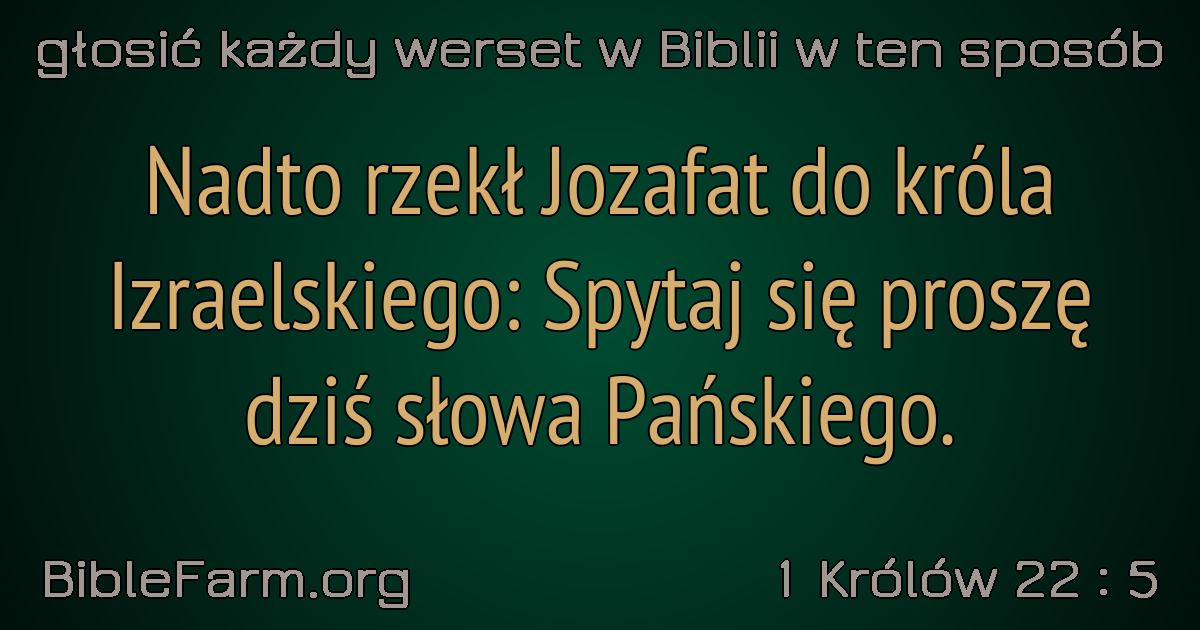 głosić każdy werset w Biblii w ten sposób
Nadto rzekł Jozafat do króla
Izraelskiego: Spytaj się proszę
dziś słowa Pańskiego.
BibleFarm.org
1 Królów 22 : 5